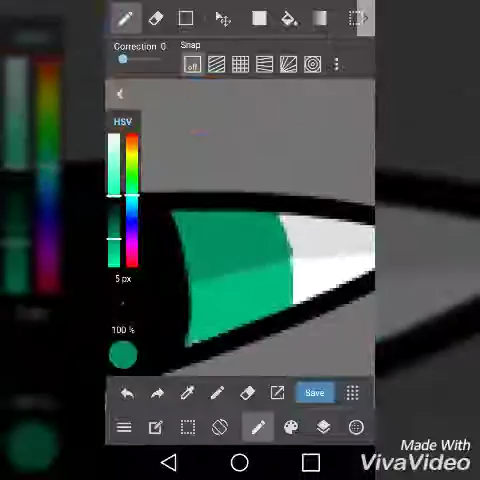 Correction 0
Snap
off
HSV
5 px
100 %
Save
Made With
VivaVideo